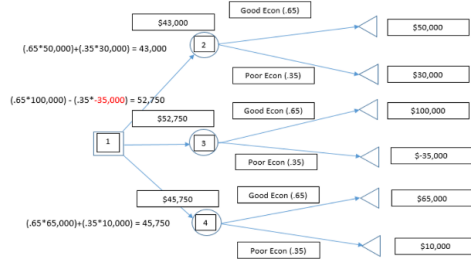 Good Econ (.65)
$43,000
$50,000
2
(.65*50,000)+(.35*30,000) = 43,000
Poor Econ (.35)
$30,000
(.65*100,000) - (.35*-35,000) = 52,750
Good Econ (.65)
$100,000
$52,750
1
3
Poor Econ (.35)
$-35,000
Good Econ (.65)
$65,000
$45,750
(.65*65,000)+(.35*10,000) = 45,750
4
Poor Econ (.35)
$10,000